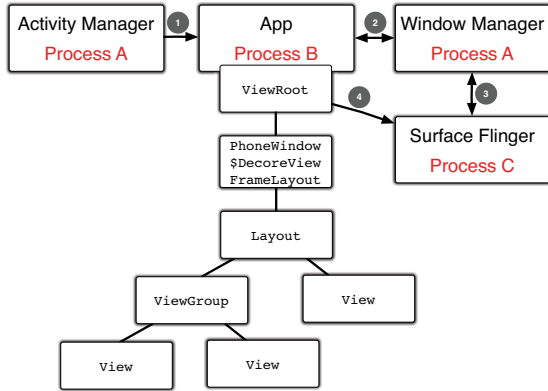 Activity Manager
Process A
1
App
Process B
2
Window Manager
Process A
3
ViewRoot
4
Surface Flinger
Process C
PhoneWindow
$DecoreView
FrameLayout
Layout
ViewGroup
View
View
View